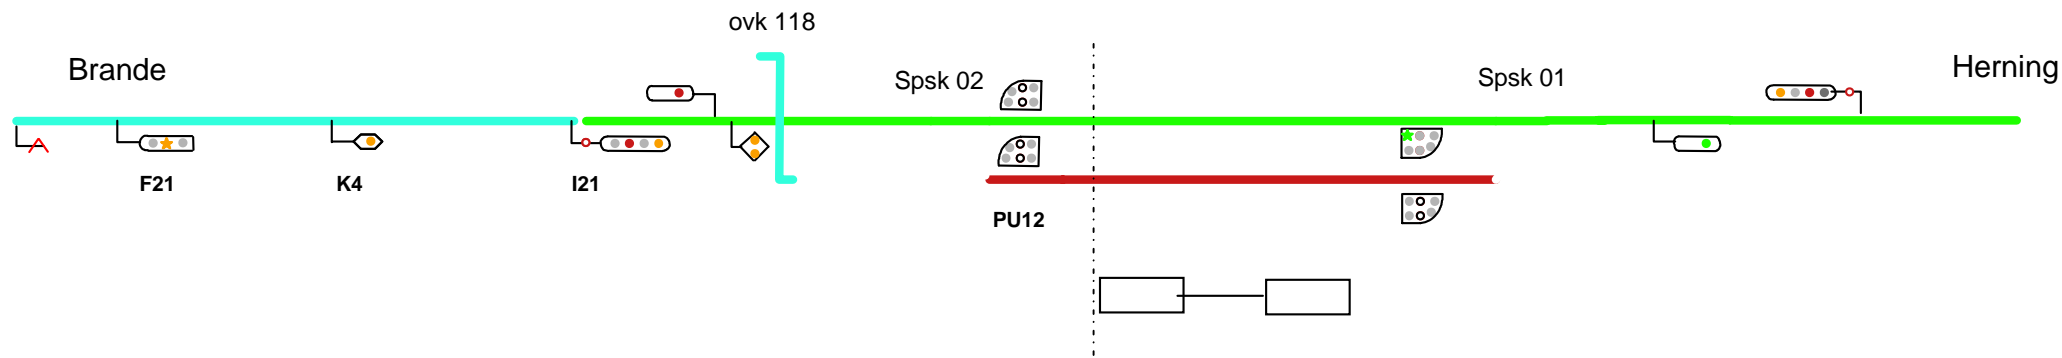 ovk 118
Brande
Spsk 02
Spsk 01
Herning
F21
K4
I21
PU12